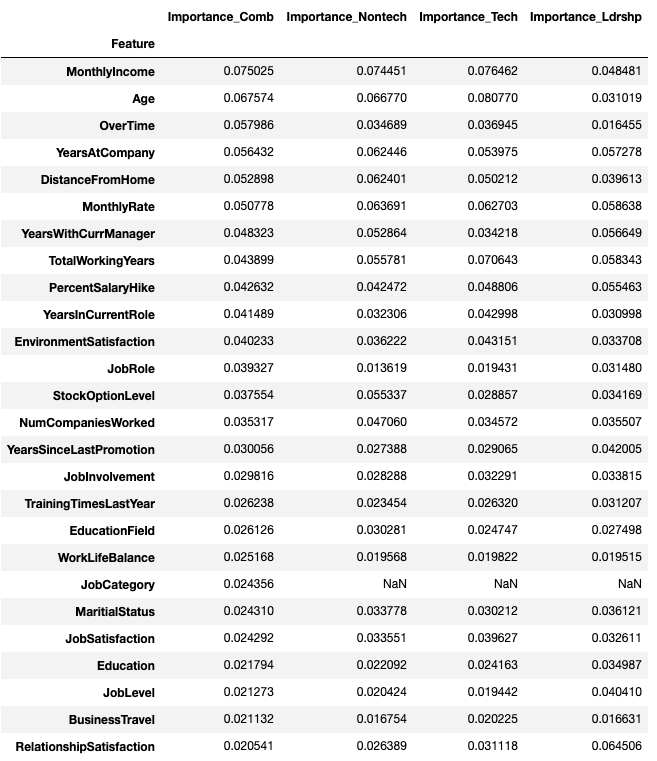 Importance_Comb Importance_Nontech Importance_Tech Importance_Ldrshp
Feature
MonthlyIncome 0.075025 0.074451 0.076462 0.048481
Age 0.067574 0.066770 0.080770 0.031019
OverTime 0.057986 0.034689 0.036945 0.016455
YearsAtCompany 0.056432 0.062446 0.053975 0.057278
DistanceFromHome 0.052898 0.062401 0.050212 0.039613
MonthlyRate 0.050778 0.063691 0.062703 0.058638
YearsWithCurrManager 0.048323 0.052864 0.034218 0.056649
TotalWorkingYears 0.043899 0.055781 0.070643 0.058343
PercentSalaryHike 0.042632 0.042472 0.048806 0.055463
YearsInCurrentRole 0.041489 0.032306 0.042998 0.030998
EnvironmentSatisfaction 0.040233 0.036222 0.043151 0.033708
JobRole 0.039327 0.013619 0.019431 0.031480
StockOptionLevel 0.037554 0.055337 0.028857 0.034169
NumCompaniesWorked 0.035317 0.047060 0.034572 0.035507
YearsSinceLastPromotion 0.030056 0.027388 0.029065 0.042005
JobInvolvement 0.029816 0.028288 0.032291 0.033815
TrainingTimesLastYear 0.026238 0.023454 0.026320 0.031207
EducationField 0.026126 0.030281 0.024747 0.027498
WorkLifeBalance 0.025168 0.019568 0.019822 0.019515
JobCategory 0.024356 NaN NaN NaN
MaritialStatus 0.024310 0.033778 0.030212 0.036121
JobSatisfaction 0.024292 0.033551 0.039627 0.032611
Education 0.021794 0.022092 0.024163 0.034987
JobLevel 0.021273 0.020424 0.019442 0.040410
BusinessTravel 0.021132 0.016754 0.020225 0.016631
RelationshipSatisfaction 0.020541 0.026389 0.031118 0.064506